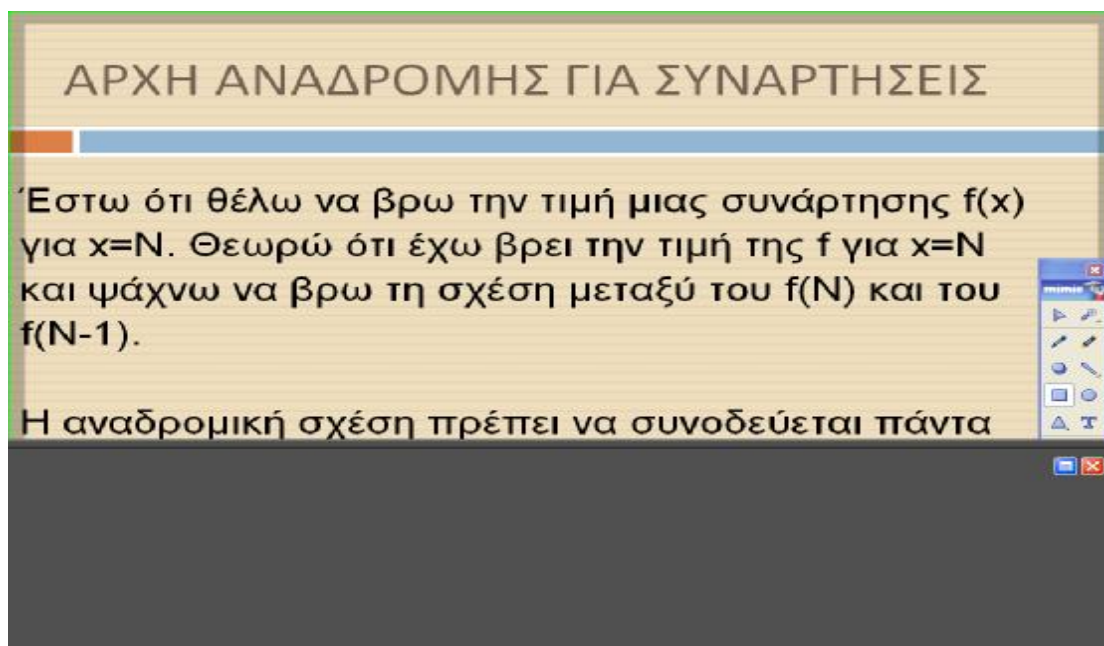 ΑΡΧΗ ΑΝΑΔΡΟΜΗΣ ΓΙΑ ΣΥΝΑΡΤΗΣΕΙΣ
Έστω ότι θέλω να βρω την τιμή μιας συνάρτησης f(x)
για x=N. Θεωρώ ότι έχω βρει την τιμή της f για x=N
και ψάχνω να βρω τη σχέση μεταξύ του f(N) και του
f(N-1).
Η αναδρομική σχέση πρέπει να συνοδεύεται πάντα
mimio